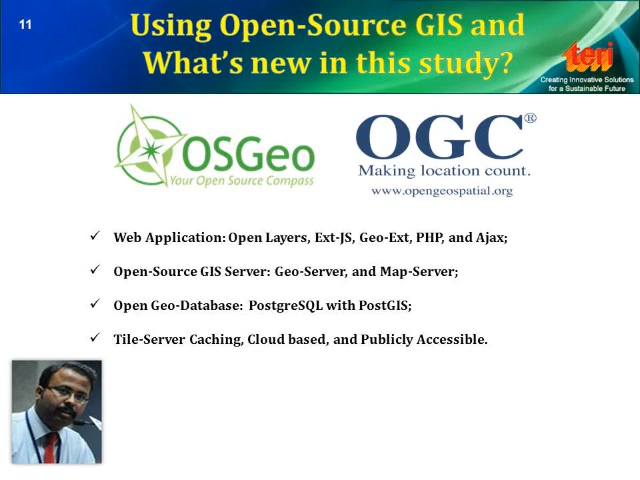 11
Using Open-Source GIS and
What's new in this study?
teri
Creating Innovative Solutions
for a Sustainable Future
OSGeo
Your Open Source Compass
OGC®
Making location count.
www.opengeospatial.org
✓ Web Application: Open Layers, Ext-JS, Geo-Ext, PHP, and Ajax;
✓ Open-Source GIS Server: Geo-Server, and Map-Server;
✓ Open Geo-Database: PostgreSQL with PostGIS;
✓ Tile-Server Caching, Cloud based, and Publicly Accessible.